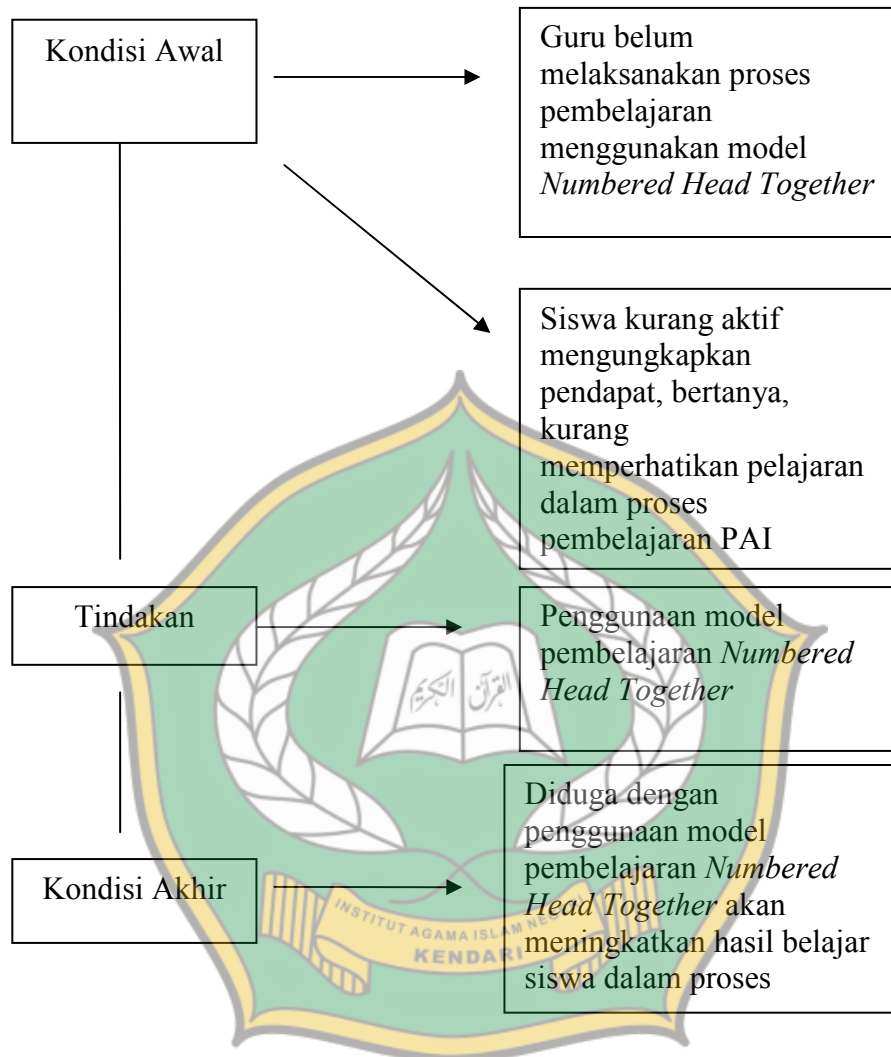 Kondisi Awal
Guru belum
melaksanakan proses
pembelajaran
menggunakan model
Numbered Head Together
Siswa kurang aktif
mengungkapkan
pendapat, bertanya,
kurang
memperhatikan pelajaran
dalam proses
pembelajaran PAI
Tindakan
Penggunaan model
pembelajaran Numbered
Head Together
القرآن الكريم
Kondisi Akhir
Diduga dengan
penggunaan model
pembelajaran Numbered
Head Together akan
meningkatkan hasil belajar
siswa dalam proses
INSTITUT AGAMA ISLAM NEGERI
KENDARI